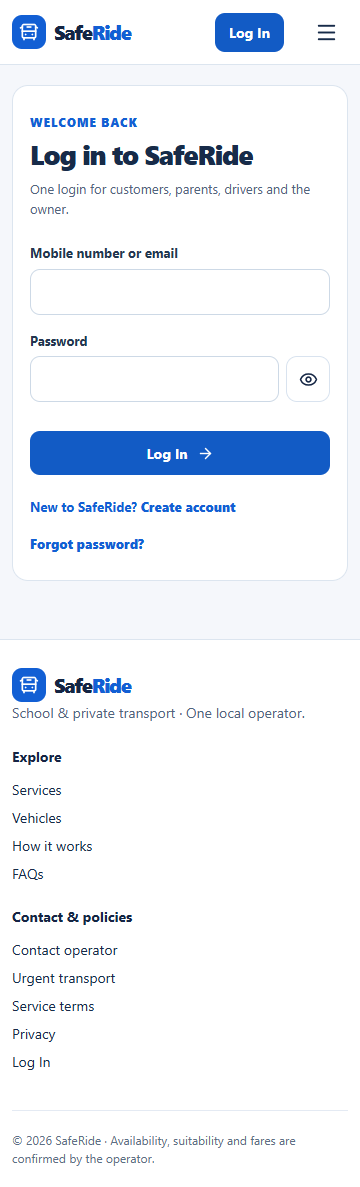 SafeRide
Log In
WELCOME BACK
Log in to SafeRide
One login for customers, parents, drivers and the
owner.
Mobile number or email
Password
Log In
New to SafeRide? Create account
Forgot password?
SafeRide
School & private transport · One local operator.
Explore
Services
Vehicles
How it works
FAQs
Contact & policies
Contact operator
Urgent transport
Service terms
Privacy
Log In
© 2026 SafeRide · Availability, suitability and fares are
confirmed by the operator.